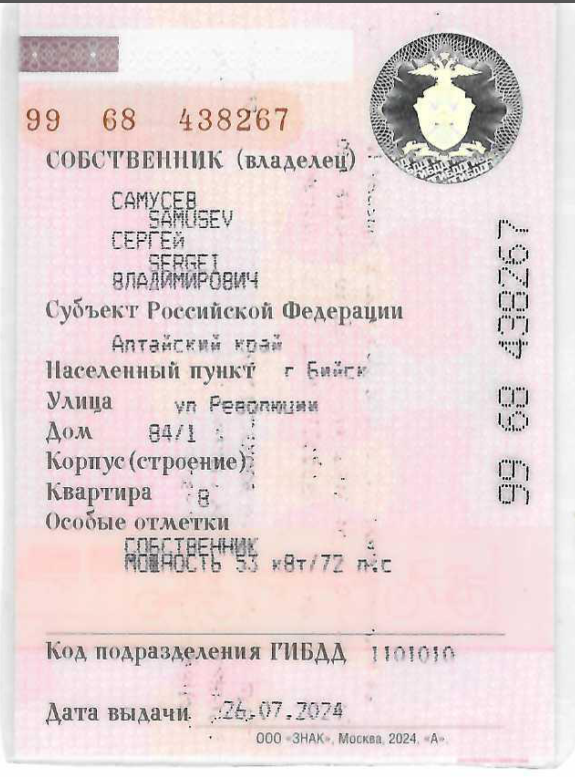 99 68 438267
СОБСТВЕННИК (владелец)
САМУСЕВ
SAMUSEV
СЕРГЕЙ
SERGEI
ВЛАДИМИРОВИЧ
Субъект Российской Федерации
Алтайский край
Населенный пункт г Бийск
Улица ул Революции
Дом 84/1
Корпус(строение)
Квартира 8
Особые отметки
СОБСТВЕННИК
МОЩНОСТЬ 53 кВт/72 л.с
Код подразделения ГИБДД 1101010
Дата выдачи 26.07.2024
ООО «ЗНАК», Москва, 2024, «А».
99 68 438267